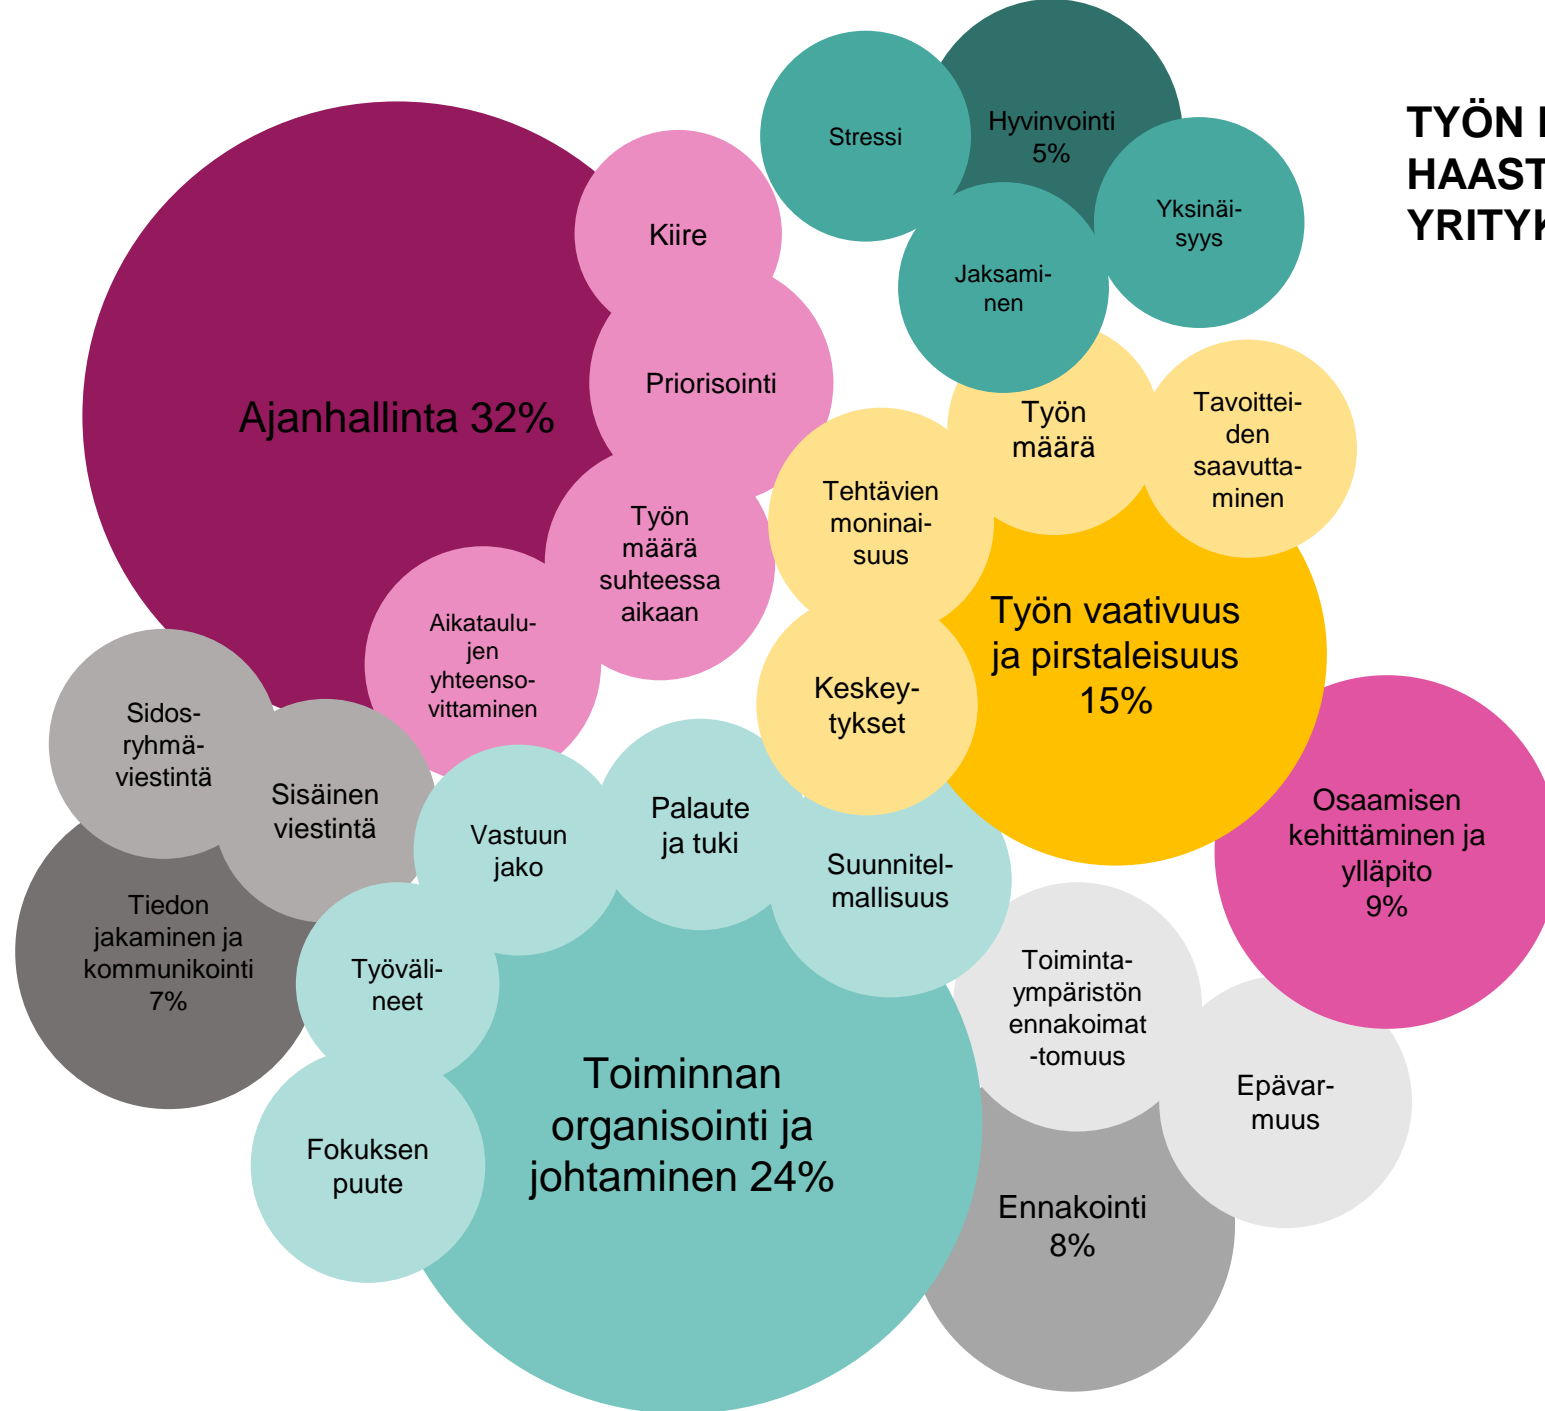 TYÖN
HAAST
YRITYK
Hyvinvointi
5%
Stressi
Yksinäi-
syys
Jaksami-
nen
Ajanhallinta 32%
Kiire
Priorisointi
Työn
määrä
suhteessa
aikaan
Aikataulu-
jen
yhteenso-
vittaminen
Työn
määrä
Tavoittei-
den
saavutta-
minen
Tehtävien
moninai-
suus
Keskey-
tykset
Työn vaativuus
ja pirstaleisuus
15%
Sidos-
ryhmä-
viestintä
Sisäinen
viestintä
Tiedon
jakaminen ja
kommunikointi
7%
Vastuun
jako
Palaute
ja tuki
Suunnitel-
mallisuus
Työväli-
neet
Fokuksen
puute
Toiminnan
organisointi ja
johtaminen 24%
Osaamisen
kehittäminen ja
ylläpito
9%
Toiminta-
ympäristön
ennakoimat
-tomuus
Epävar-
muus
Ennakointi
8%